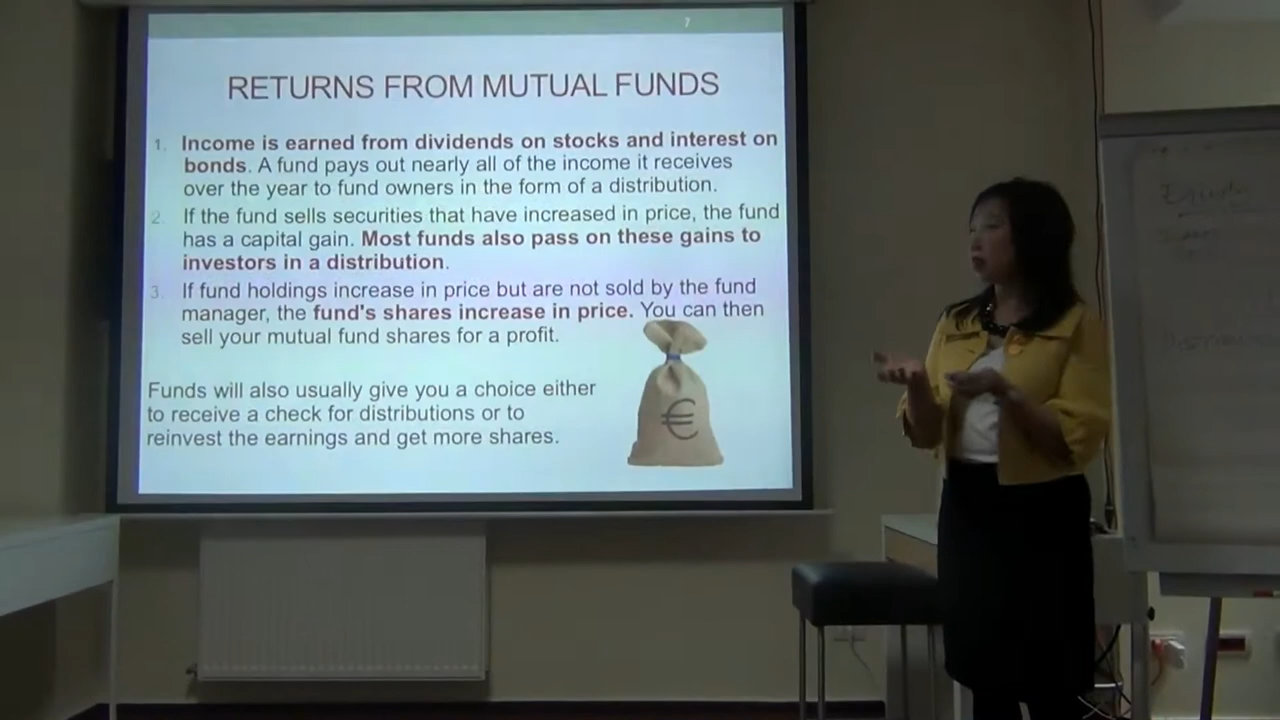 7
RETURNS FROM MUTUAL FUNDS
1. Income is earned from dividends on stocks and interest on
bonds. A fund pays out nearly all of the income it receives
over the year to fund owners in the form of a distribution.
2. If the fund sells securities that have increased in price, the fund
has a capital gain. Most funds also pass on these gains to
investors in a distribution.
3. If fund holdings increase in price but are not sold by the fund
manager, the fund's shares increase in price. You can then
sell your mutual fund shares for a profit.
Funds will also usually give you a choice either
to receive a check for distributions or to
reinvest the earnings and get more shares.
€